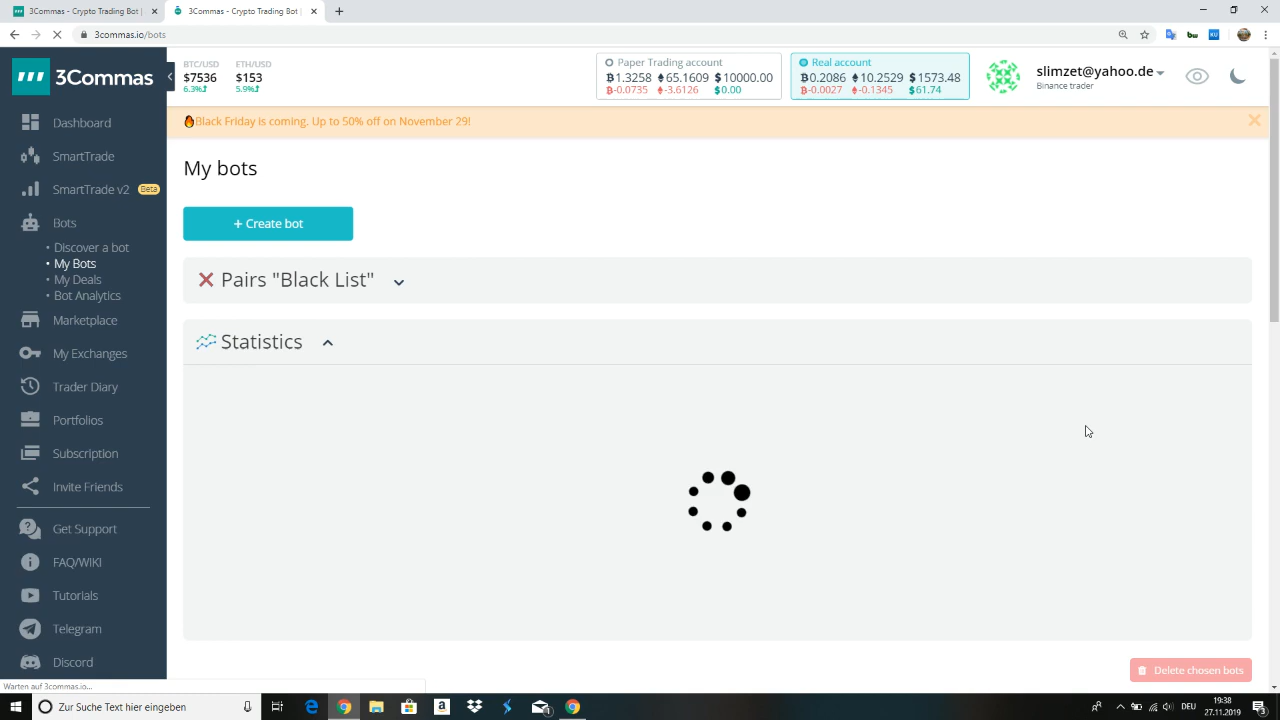 3Commas - Crypto Trading Bot
3Commas - Crypto Trading Bot
3commas.io/bots
3Commas
BTC/USD
$7536
6.3%
ETH/USD
$153
5.9%
Paper Trading account
1.3258 65.1609 $10000.00
-0.0735 -3.6126 $0.00
Real account
0.2086 10.2529 $1573.48
-0.0027 -0.1345 $61.74
slimzet@yahoo.de
Binance trader
Black Friday is coming. Up to 50% off on November 29!
Dashboard
SmartTrade
SmartTrade v2 Beta
Bots
• Discover a bot
• My Bots
• My Deals
• Bot Analytics
Marketplace
My Exchanges
Trader Diary
Portfolios
Subscription
Invite Friends
Get Support
FAQ/WIKI
Tutorials
Telegram
Discord
My bots
+ Create bot
Pairs "Black List"
Statistics
Delete chosen bots
Warten auf 3commas.io...
Zur Suche Text hier eingeben
DEU
19:38
27.11.2019